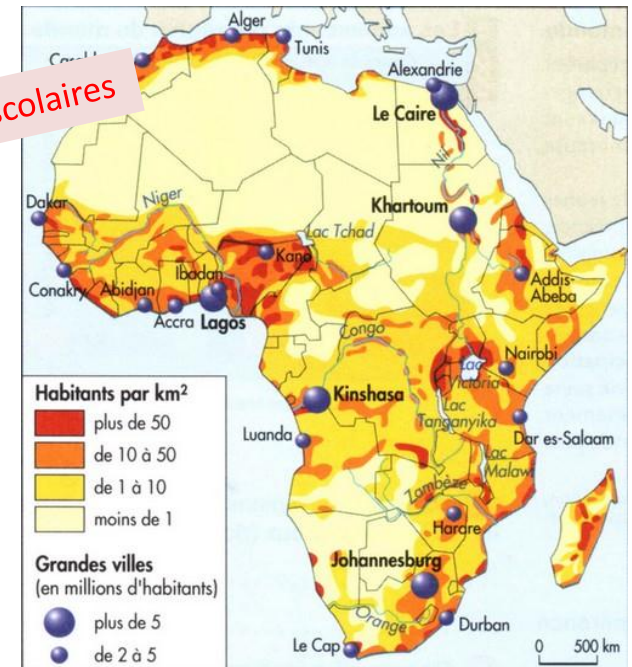 Alger
Tunis
Alexandrie
scolaires
Le Caire
Nil
Dakar
Niger
Khartoum
Lac Tchad
Kano
Conakry
Abidjan
Ibadan
Accra
Lagos
Addis-
Abeba
Congo
Nairobi
Lac
Victoria
Kinshasa
Lac
Tanganyika
Luanda
Dar es-Salaam
Lac
Malawi
Zambèze
Harare
Johannesburg
Orange
Durban
Le Cap
Habitants par km²
plus de 50
de 10 à 50
de 1 à 10
moins de 1
Grandes villes
(en millions d'habitants)
plus de 5
de 2 à 5
0 500 km